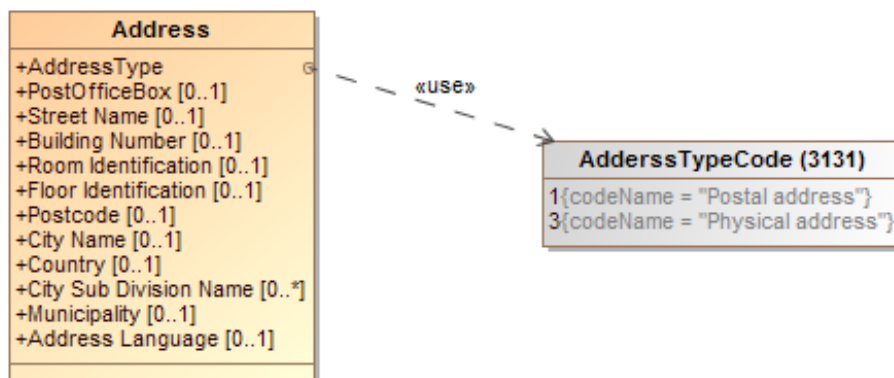 Address
+AddressType
+PostOfficeBox [0..1]
+Street Name [0..1]
+Building Number [0..1]
+Room Identification [0..1]
+Floor Identification [0..1]
+Postcode [0..1]
+City Name [0..1]
+Country [0..1]
+City Sub Division Name [0..*]
+Municipality [0..1]
+Address Language [0..1]
«use»
AdderssTypeCode (3131)
1{codeName = "Postal address"}
3{codeName = "Physical address"}